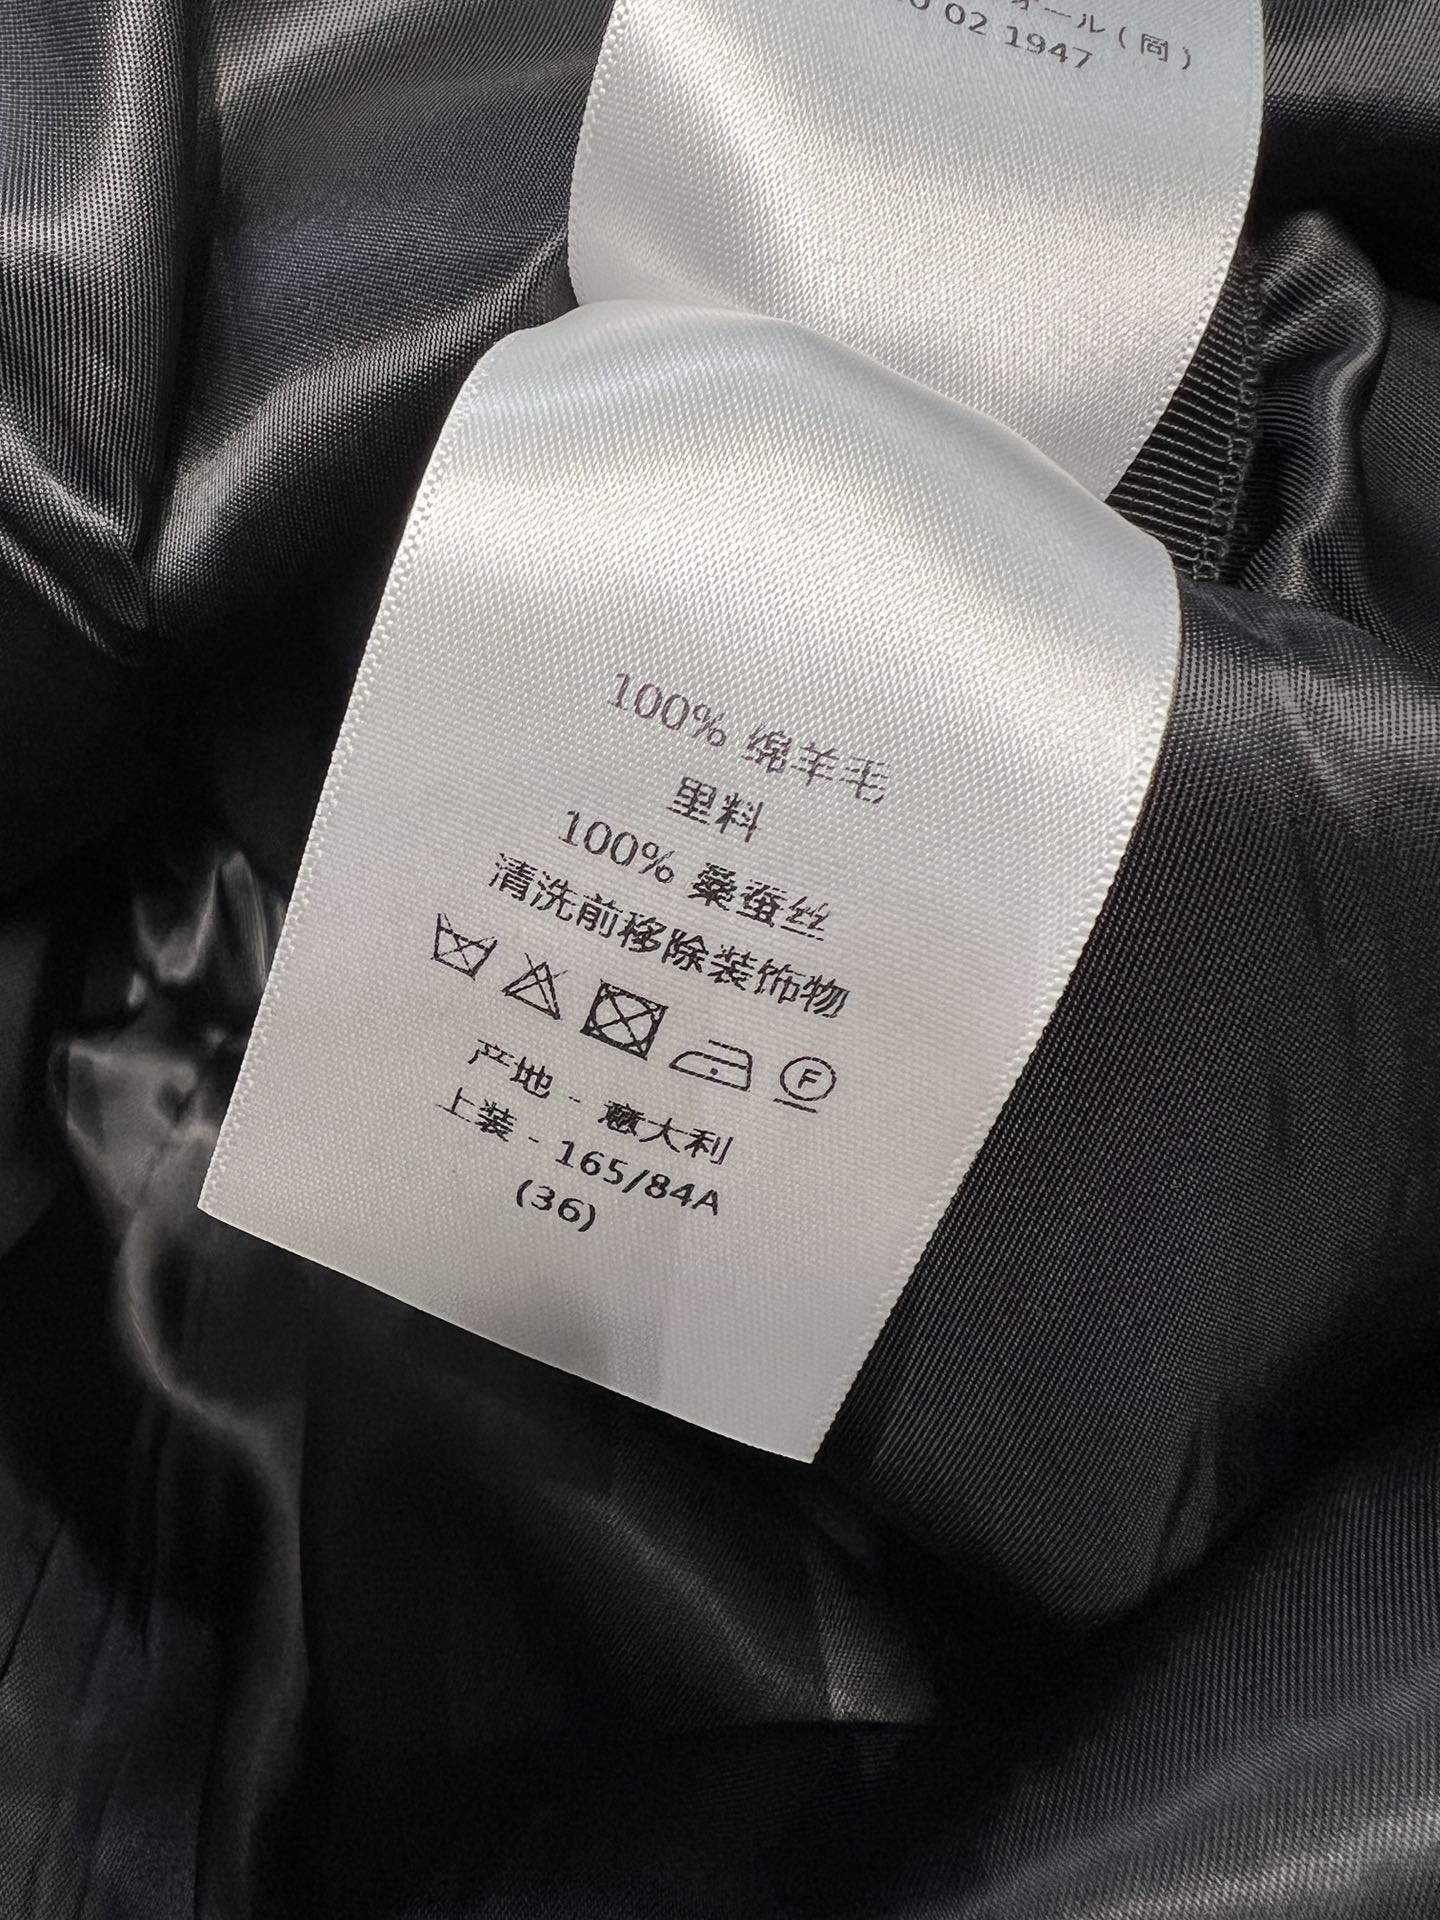 オール(同)
0 02 1947
100% 绵羊毛
里料
100% 桑蚕丝
清洗前移除装饰物
F
产地 - 意大利
上装 - 165/84A
(36)